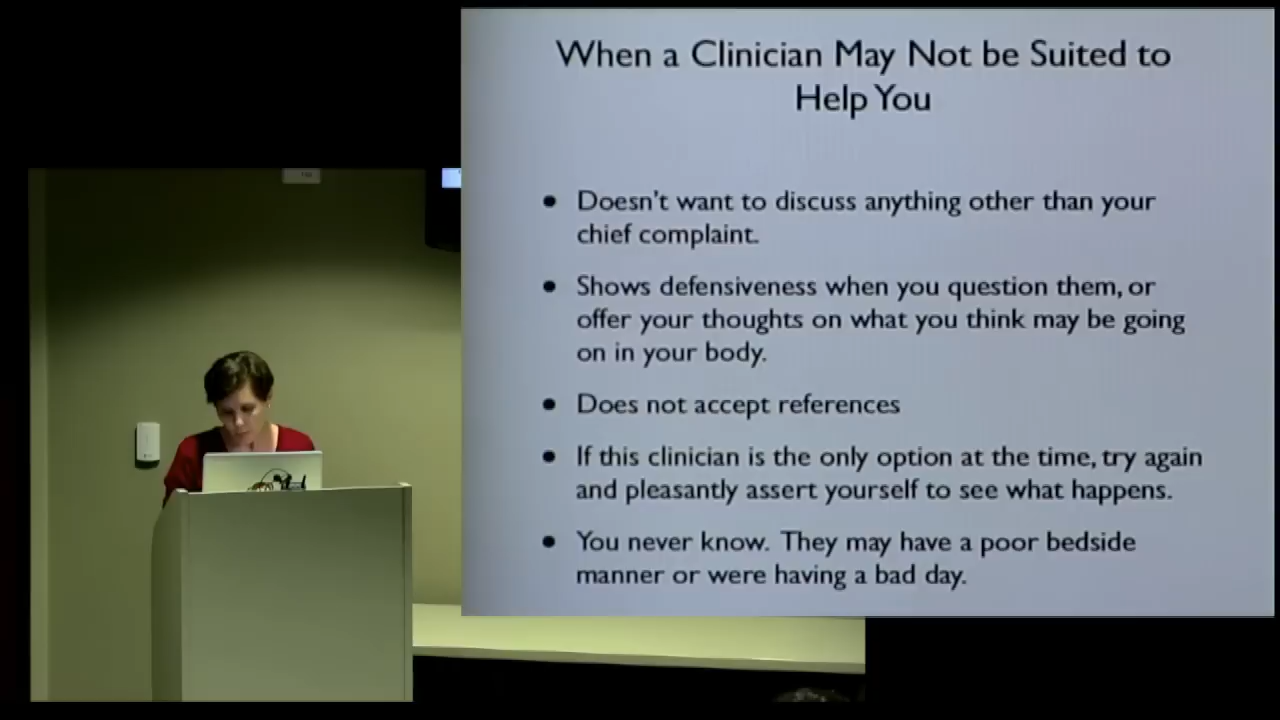 When a Clinician May Not be Suited to
Help You
• Doesn't want to discuss anything other than your
chief complaint.
• Shows defensiveness when you question them, or
offer your thoughts on what you think may be going
on in your body.
• Does not accept references
• If this clinician is the only option at the time, try again
and pleasantly assert yourself to see what happens.
• You never know. They may have a poor bedside
manner or were having a bad day.